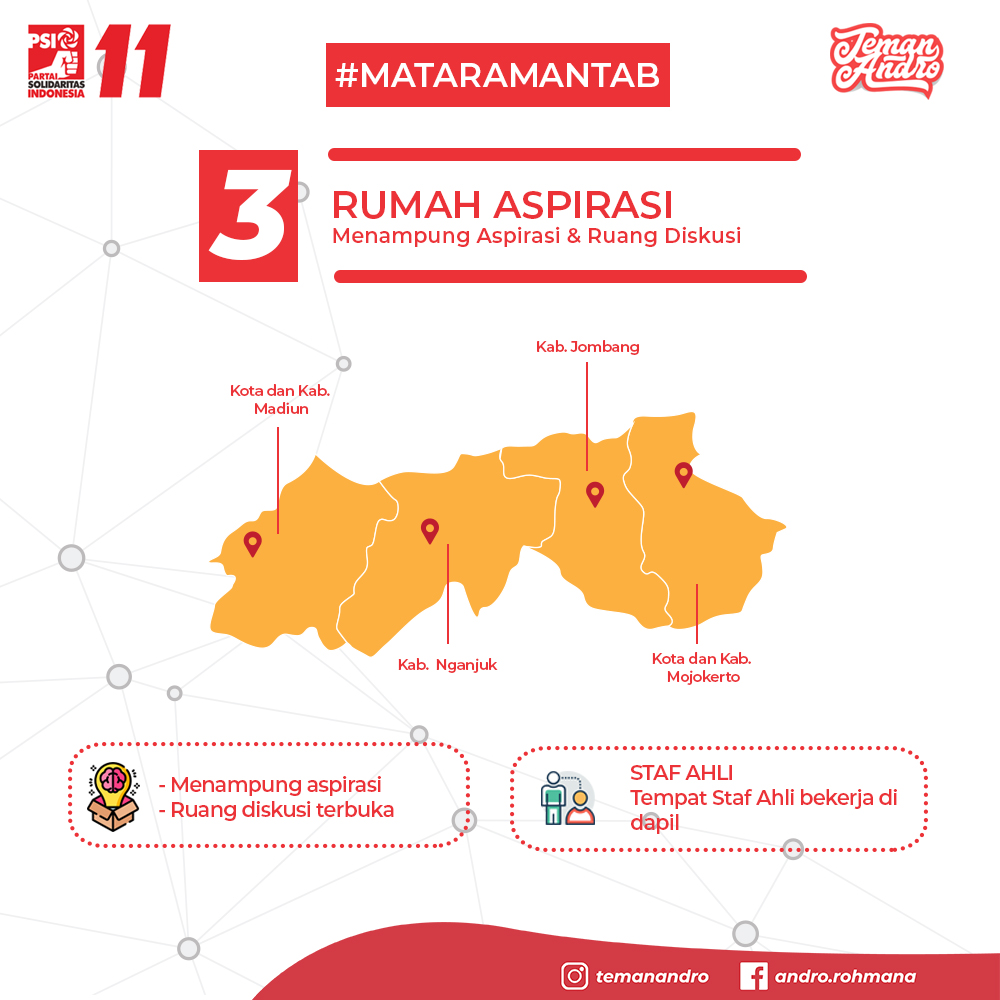 PSI
PARTAI
SOLIDARITAS
INDONESIA
11
#MATARAMANTAB
Teman
Andro
3
RUMAH ASPIRASI
Menampung Aspirasi & Ruang Diskusi
Kab. Jombang
Kota dan Kab.
Madiun
Kab. Nganjuk
Kota dan Kab.
Mojokerto
- Menampung aspirasi
- Ruang diskusi terbuka
STAF AHLI
Tempat Staf Ahli bekerja di
dapil
temanandro
andro.rohmana